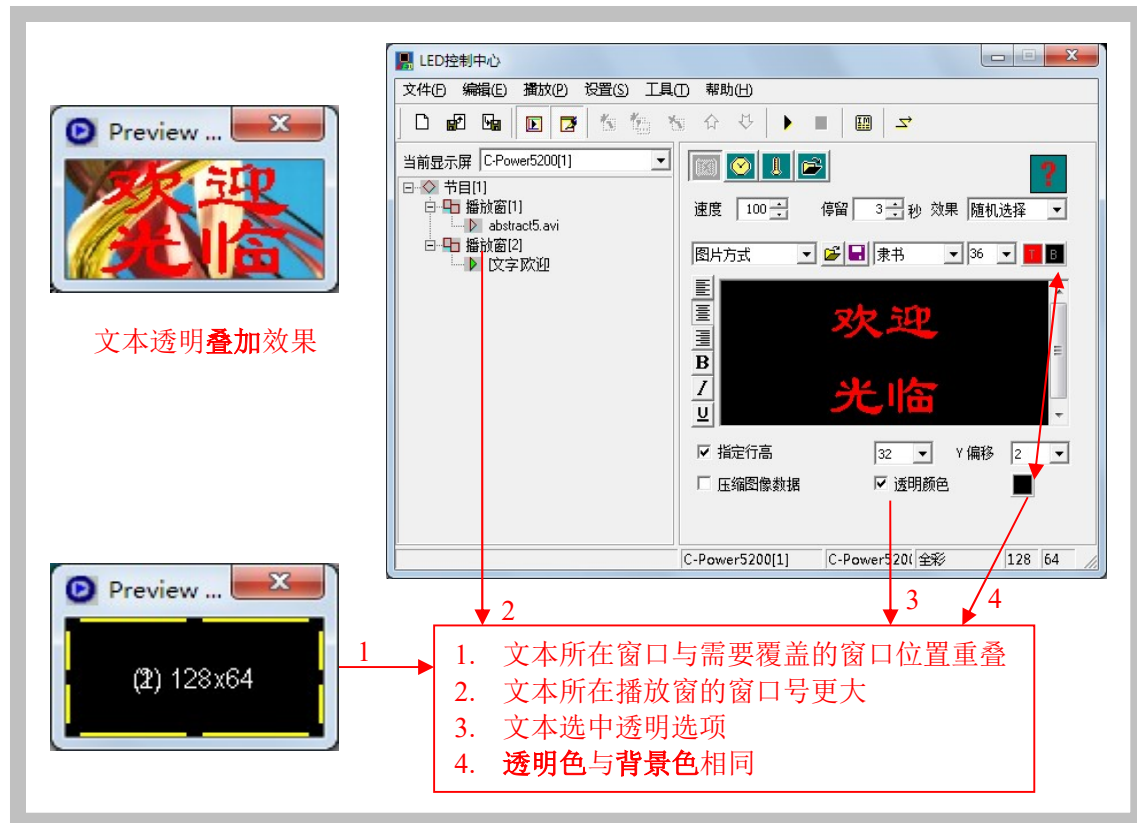 LED控制中心
文件(F) 编辑(E) 播放(P) 设置(S) 工具(T) 帮助(H)
当前显示屏 C-Power5200[1]
节目[1]
播放窗[1]
abstract5.avi
播放窗[2]
[文字]欢迎
速度 100 停留 3 秒 效果 随机选择
图片方式 隶书 36 T B
B
I
U
欢迎
光临
指定行高 32 Y偏移 2
压缩图像数据 透明颜色
C-Power5200[1] C-Power520( 全彩 128 64
Preview ...
欢迎
光临
文本透明叠加效果
Preview ...
128x64
1
2
3
4
1. 文本所在窗口与需要覆盖的窗口位置重叠
2. 文本所在播放窗的窗口号更大
3. 文本选中透明选项
4. 透明色与背景色相同